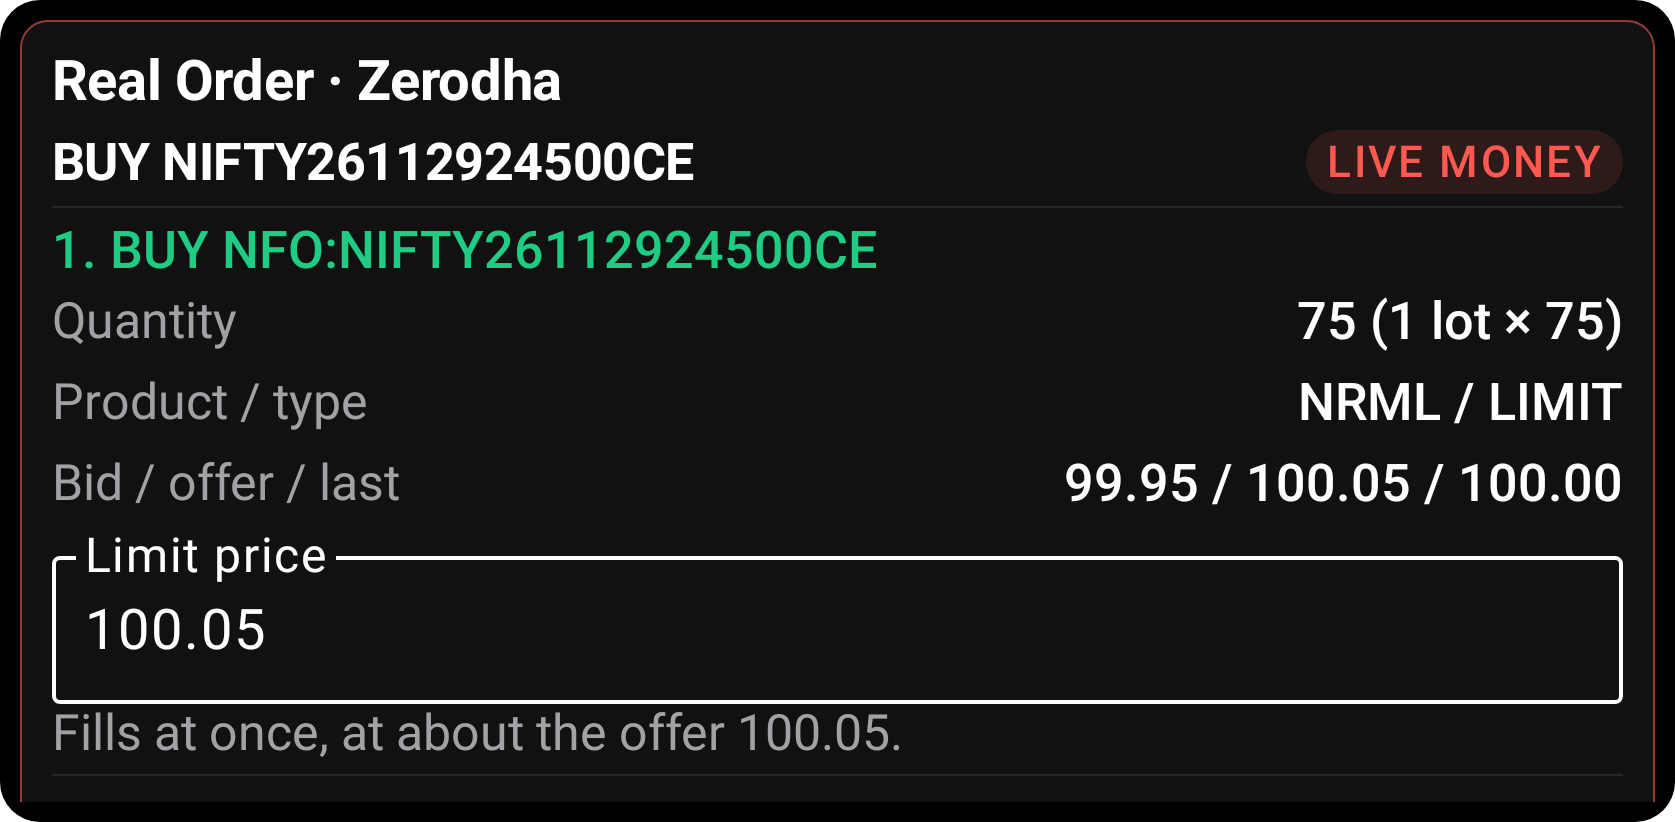 Real Order · Zerodha
BUY NIFTY26112924500CE
LIVE MONEY
1. BUY NFO:NIFTY26112924500CE
Quantity 75 (1 lot × 75)
Product / type NRML / LIMIT
Bid / offer / last 99.95 / 100.05 / 100.00
Limit price
100.05
Fills at once, at about the offer 100.05.